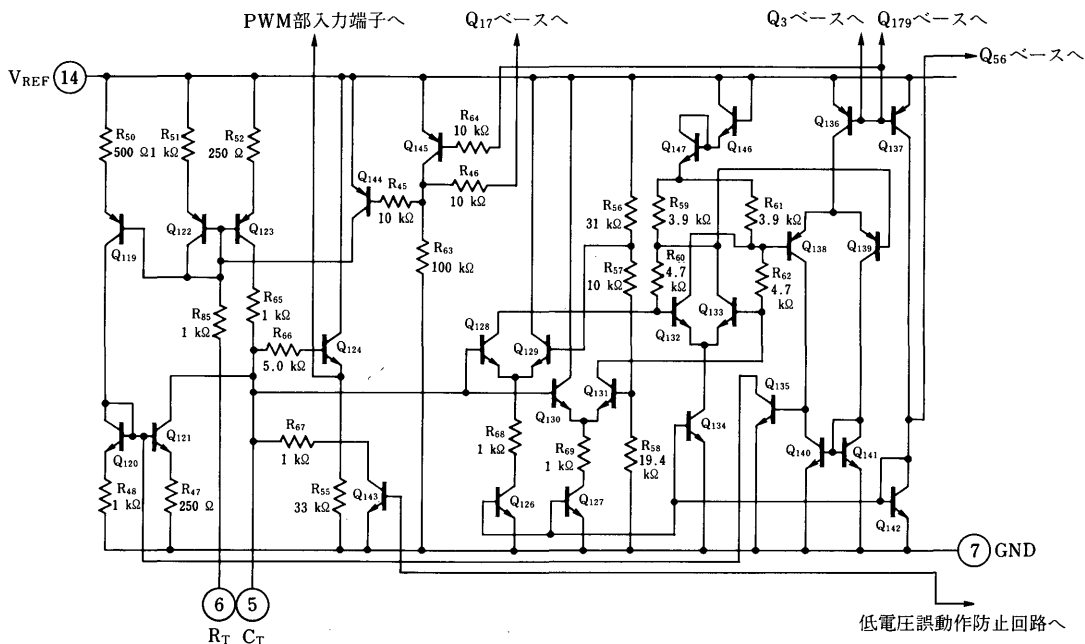 PWM部入力端子へ
Q17ベースへ
Q3ベースへ
Q179ベースへ
Q56ベースへ
VREF 14
R50
500 Ω
R51
1 kΩ
R52
250 Ω
Q144
R45
10 kΩ
Q145
R64
10 kΩ
R46
10 kΩ
Q147
Q146
Q136
Q137
R56
31 kΩ
R59
3.9 kΩ
R61
3.9 kΩ
Q119
Q122
Q123
R63
100 kΩ
Q138
Q139
R57
10 kΩ
R60
4.7
kΩ
R62
4.7
kΩ
R85
1 kΩ
R65
1 kΩ
R66
5.0 kΩ
Q124
Q128
Q129
Q132
Q133
Q130
Q131
Q135
Q134
Q120
Q121
R67
1 kΩ
R68
1 kΩ
R69
1 kΩ
R58
19.4
kΩ
Q140
Q141
R48
1 kΩ
R47
250 Ω
R55
33 kΩ
Q143
Q126
Q127
Q142
7 GND
6
5
RT
CT
低電圧誤動作防止回路へ